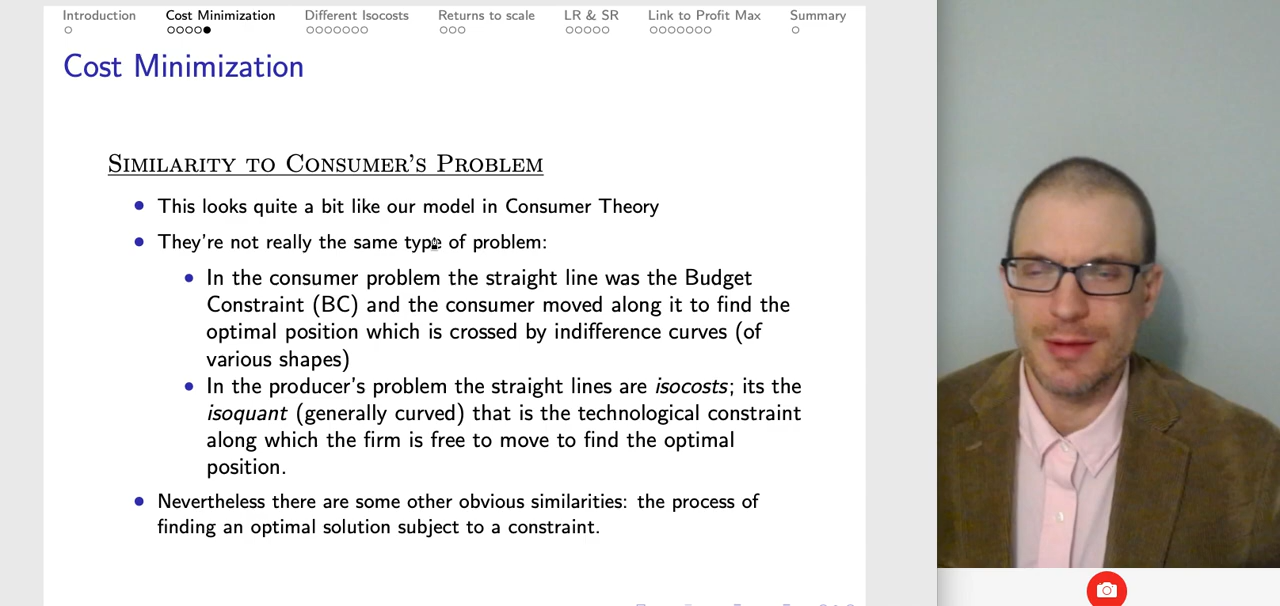 Introduction Cost Minimization Different Isocosts Returns to scale LR & SR Link to Profit Max Summary
Cost Minimization
Similarity to Consumer's Problem
This looks quite a bit like our model in Consumer Theory
They're not really the same type of problem:
In the consumer problem the straight line was the Budget
Constraint (BC) and the consumer moved along it to find the
optimal position which is crossed by indifference curves (of
various shapes)
In the producer's problem the straight lines are isocosts; its the
isoquant (generally curved) that is the technological constraint
along which the firm is free to move to find the optimal
position.
Nevertheless there are some other obvious similarities: the process of
finding an optimal solution subject to a constraint.